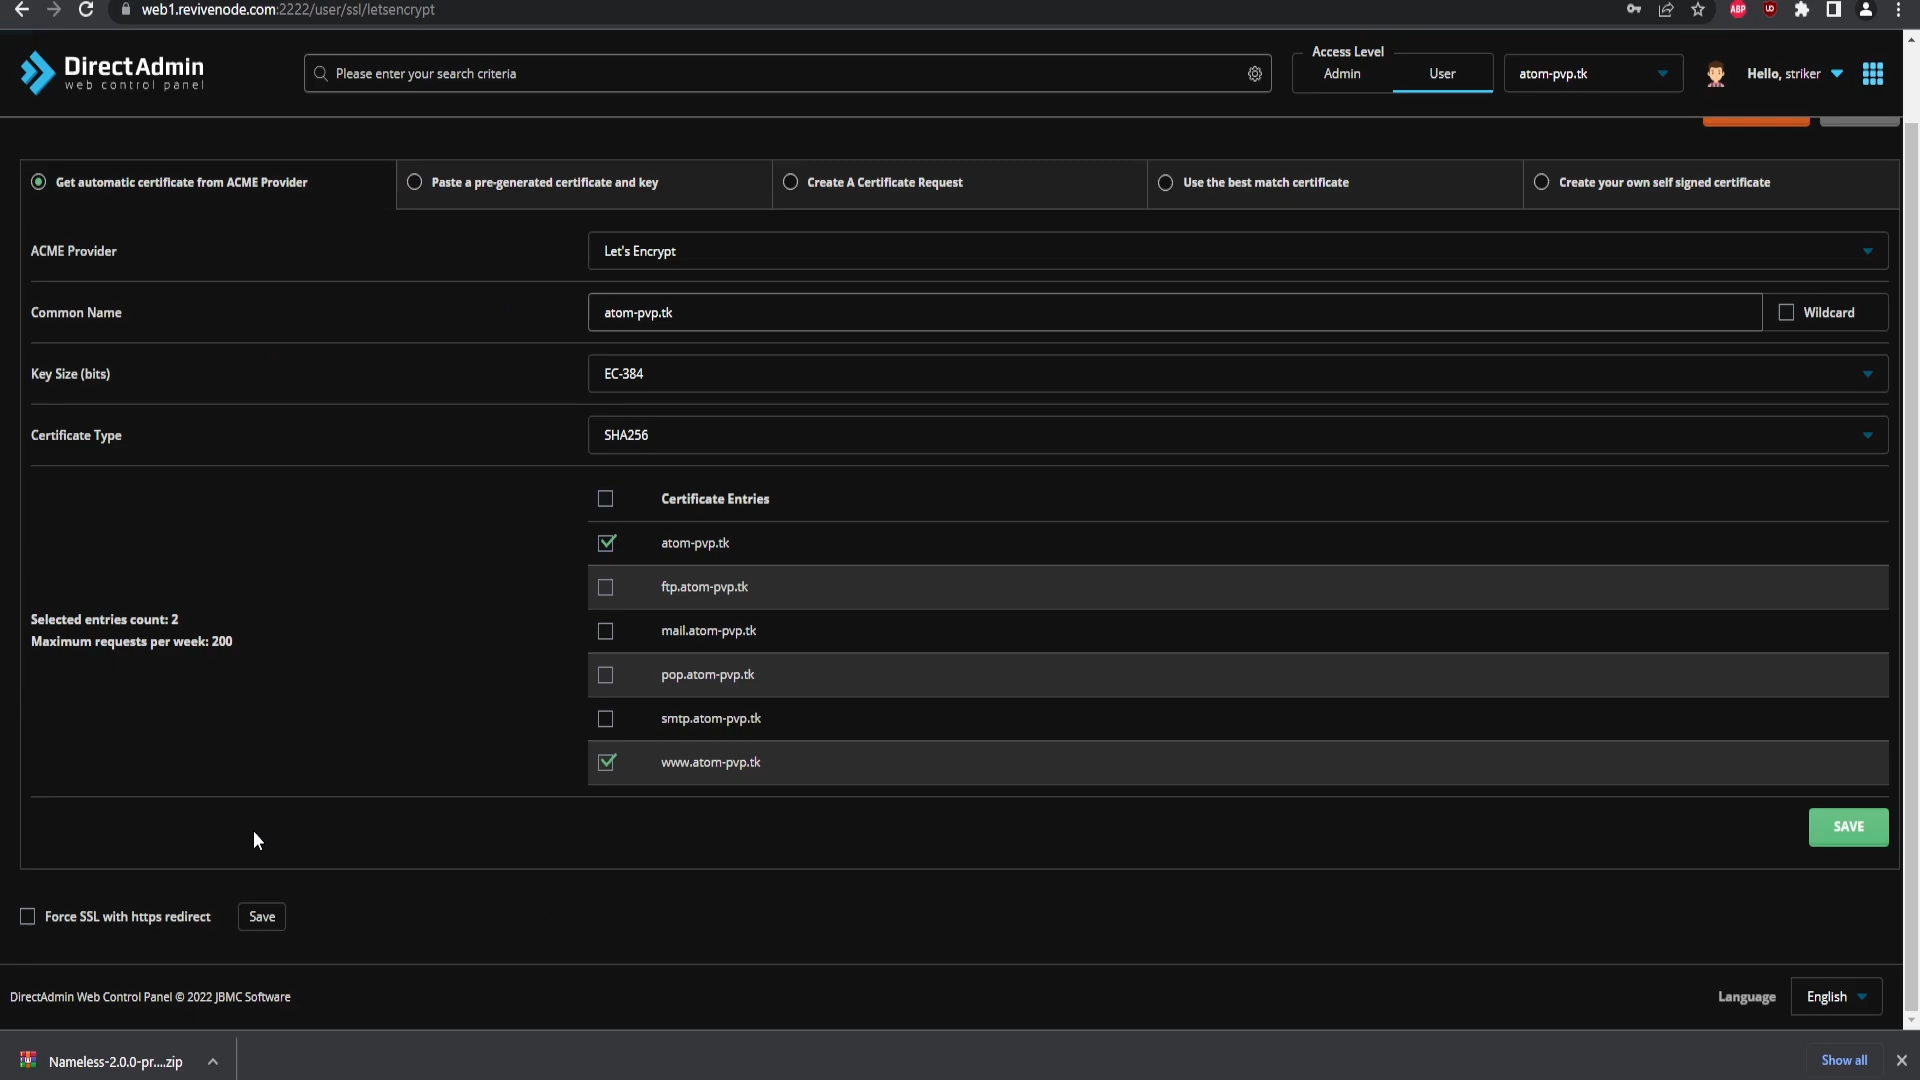 web1.revivenode.com:2222/user/ssl/letsencrypt
ABP
UO
DirectAdmin
web control panel
Please enter your search criteria
Access Level
Admin
User
atom-pvp.tk
Hello, striker
Get automatic certificate from ACME Provider
Paste a pre-generated certificate and key
Create A Certificate Request
Use the best match certificate
Create your own self signed certificate
ACME Provider
Let's Encrypt
Common Name
atom-pvp.tk
Wildcard
Key Size (bits)
EC-384
Certificate Type
SHA256
Certificate Entries
atom-pvp.tk
ftp.atom-pvp.tk
Selected entries count: 2
mail.atom-pvp.tk
Maximum requests per week: 200
pop.atom-pvp.tk
smtp.atom-pvp.tk
www.atom-pvp.tk
SAVE
Force SSL with https redirect
Save
DirectAdmin Web Control Panel © 2022 JBMC Software
Language
English
Nameless-2.0.0-pr....zip
Show all